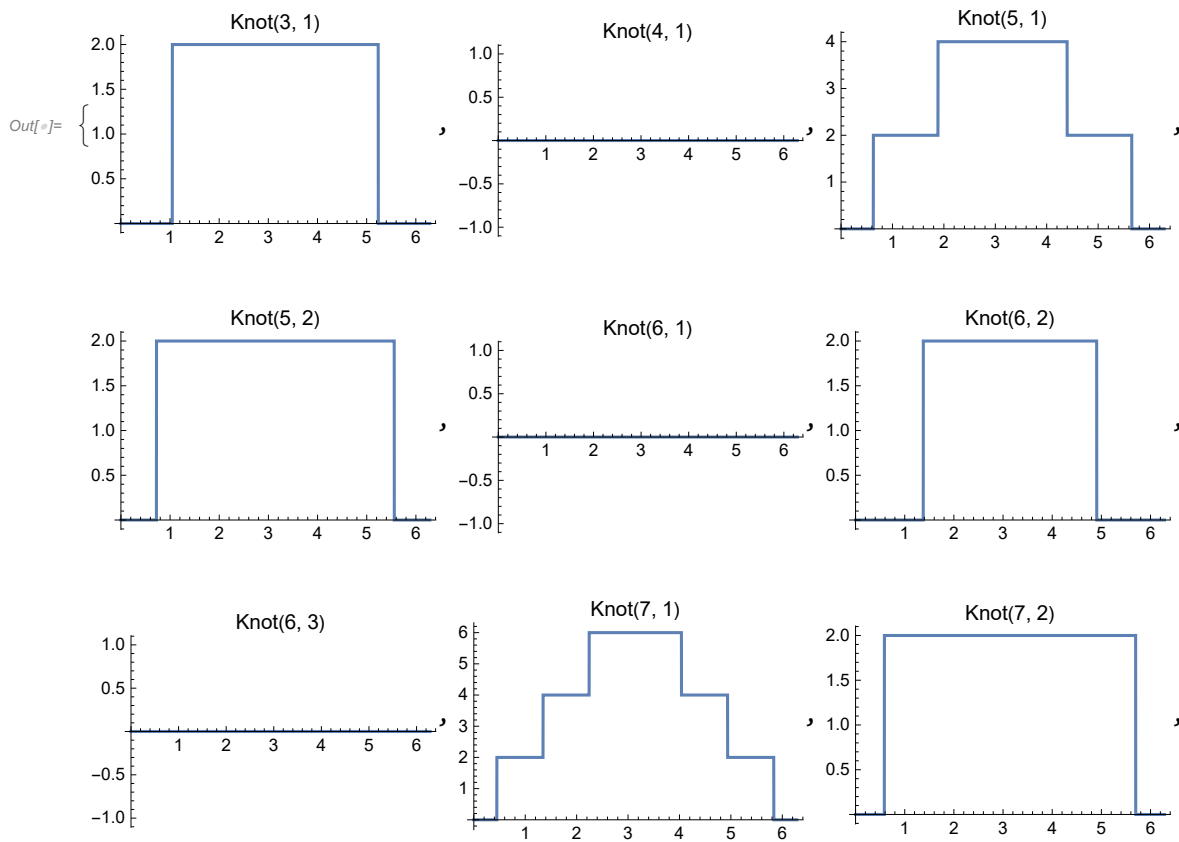 Knot(3, 1)
2.0
1.5
Out[ ]= {
1.0
0.5
1 2 3 4 5 6
,
Knot(4, 1)
1.0
0.5
1 2 3 4 5 6
−0.5
−1.0
,
Knot(5, 1)
4
3
2
1
1 2 3 4 5 6
,
Knot(5, 2)
2.0
1.5
1.0
0.5
1 2 3 4 5 6
,
Knot(6, 1)
1.0
0.5
1 2 3 4 5 6
−0.5
−1.0
,
Knot(6, 2)
2.0
1.5
1.0
0.5
1 2 3 4 5 6
,
Knot(6, 3)
1.0
0.5
1 2 3 4 5 6
−0.5
−1.0
,
Knot(7, 1)
6
5
4
3
2
1
1 2 3 4 5 6
,
Knot(7, 2)
2.0
1.5
1.0
0.5
1 2 3 4 5 6
,